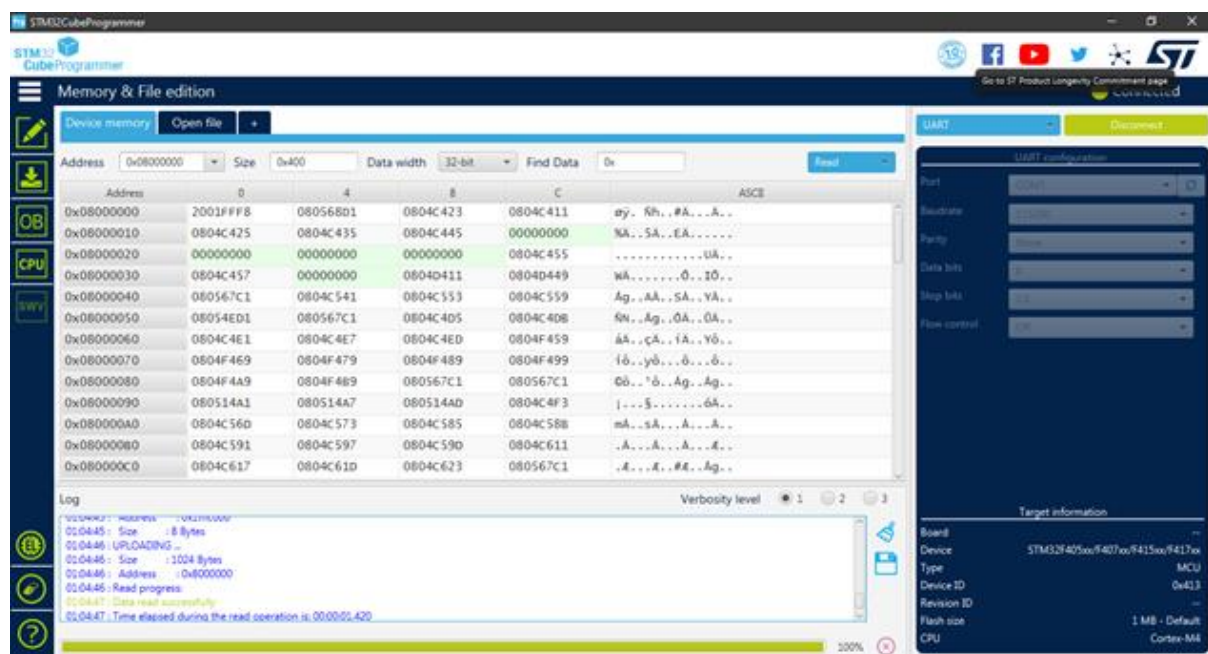 STM32CubeProgrammer
STM32
CubeProgrammer
Go to ST Product Longevity Commitment page
Memory & File edition
Connected
Device memory Open file +
UART Disconnect
Address 0x08000000 Size 0x400 Data width 32-bit Find Data 0x Read
UART configuration
Address 0 4 8 C ASCII
Port COM1
Baudrate
Parity None
Data bits 8
Stop bits
Flow control Off
0x08000000 2001FFF8 080568D1 0804C423 0804C411
0x08000010 0804C425 0804C435 0804C445 00000000
0x08000020 00000000 00000000 00000000 0804C455
0x08000030 0804C457 00000000 0804D411 0804D449
0x08000040 080567C1 0804C541 0804C553 0804C559
0x08000050 08054ED1 080567C1 0804C4D5 0804C4DB
0x08000060 0804C4E1 0804C4E7 0804C4ED 0804F459
0x08000070 0804F469 0804F479 0804F489 0804F499
0x08000080 0804F4A9 0804F4B9 080567C1 080567C1
0x08000090 080514A1 080514A7 080514AD 0804C4F3
0x080000A0 0804C56D 0804C573 0804C585 0804C58B
0x080000B0 0804C591 0804C597 0804C59D 0804C611
0x080000C0 0804C617 0804C61D 0804C623 080567C1
OB
CPU
SWV
Log Verbosity level 1 2 3
01:04:45 : Size : 8 Bytes
01:04:46 : UPLOADING ...
01:04:46 : Size : 1024 Bytes
01:04:46 : Address : 0x8000000
01:04:46 : Read progress:
01:04:47 : Data read successfully
01:04:47 : Time elapsed during the read operation is: 00:00:01.420
100%
Target information
Board --
Device STM32F405xx/F407xx/F415xx/F417xx
Type MCU
Device ID 0x413
Revision ID --
Flash size 1 MB - Default
CPU Cortex-M4